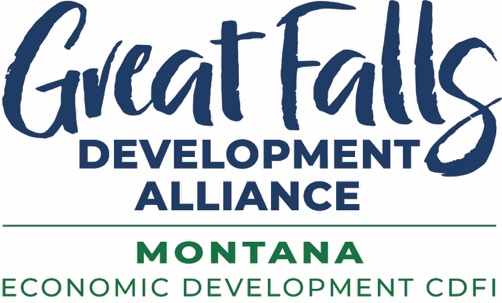 Great Falls
DEVELOPMENT
ALLIANCE
MONTANA
ECONOMIC DEVELOPMENT CDFI